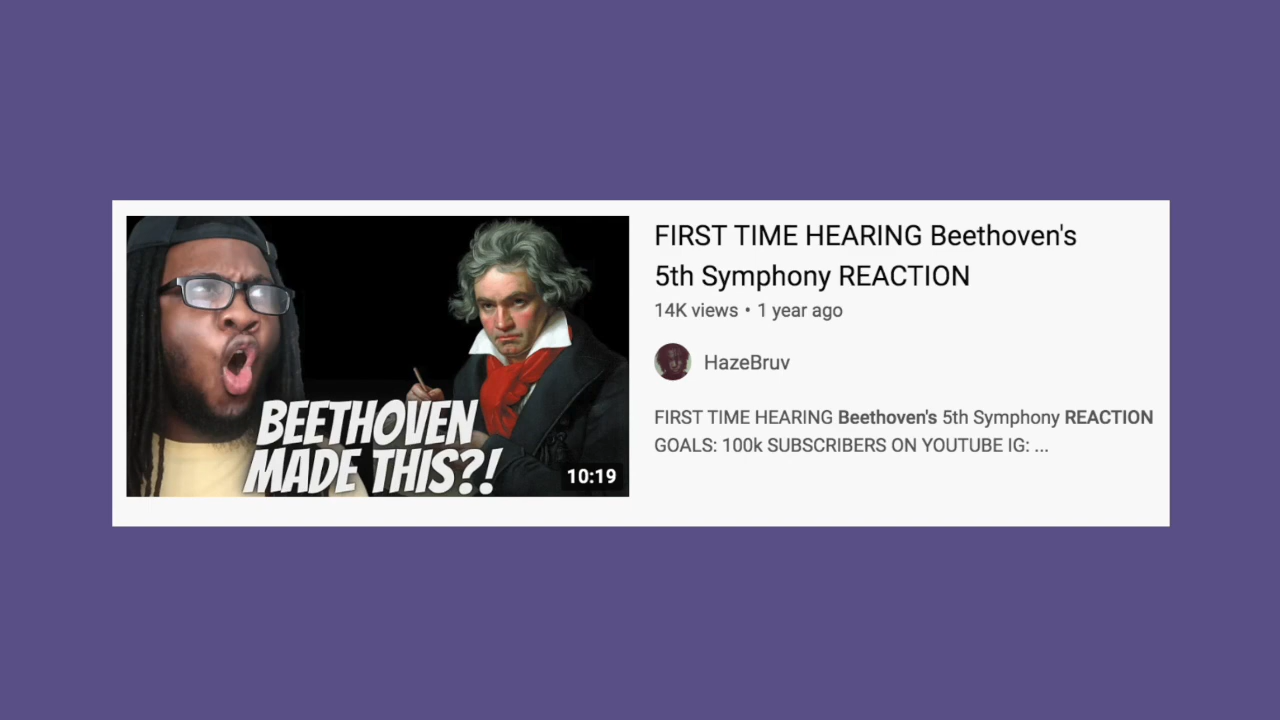 BEETHOVEN
MADE THIS?!
10:19
FIRST TIME HEARING Beethoven's
5th Symphony REACTION
14K views • 1 year ago
HazeBruv
FIRST TIME HEARING Beethoven's 5th Symphony REACTION
GOALS: 100k SUBSCRIBERS ON YOUTUBE IG: ...